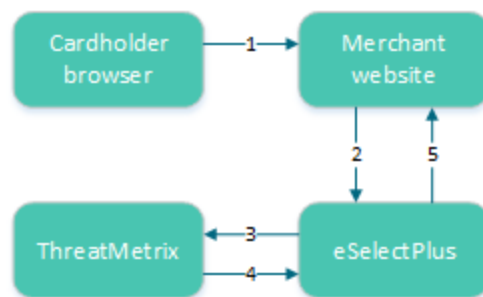 Cardholder
browser
1
Merchant
website
2
5
ThreatMetrix
3
4
eSelectPlus